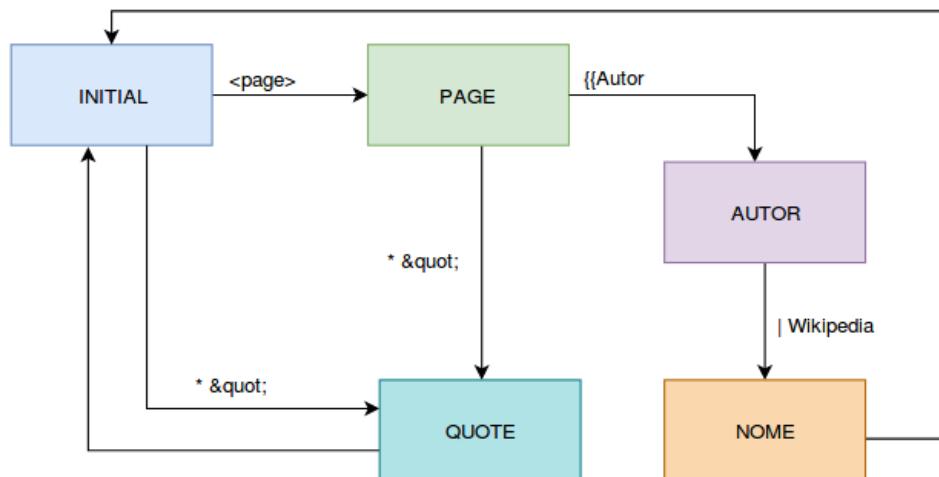 <page>
{{Autor
INITIAL
PAGE
AUTOR
* &quot;
| Wikipedia
* &quot;
QUOTE
NOME